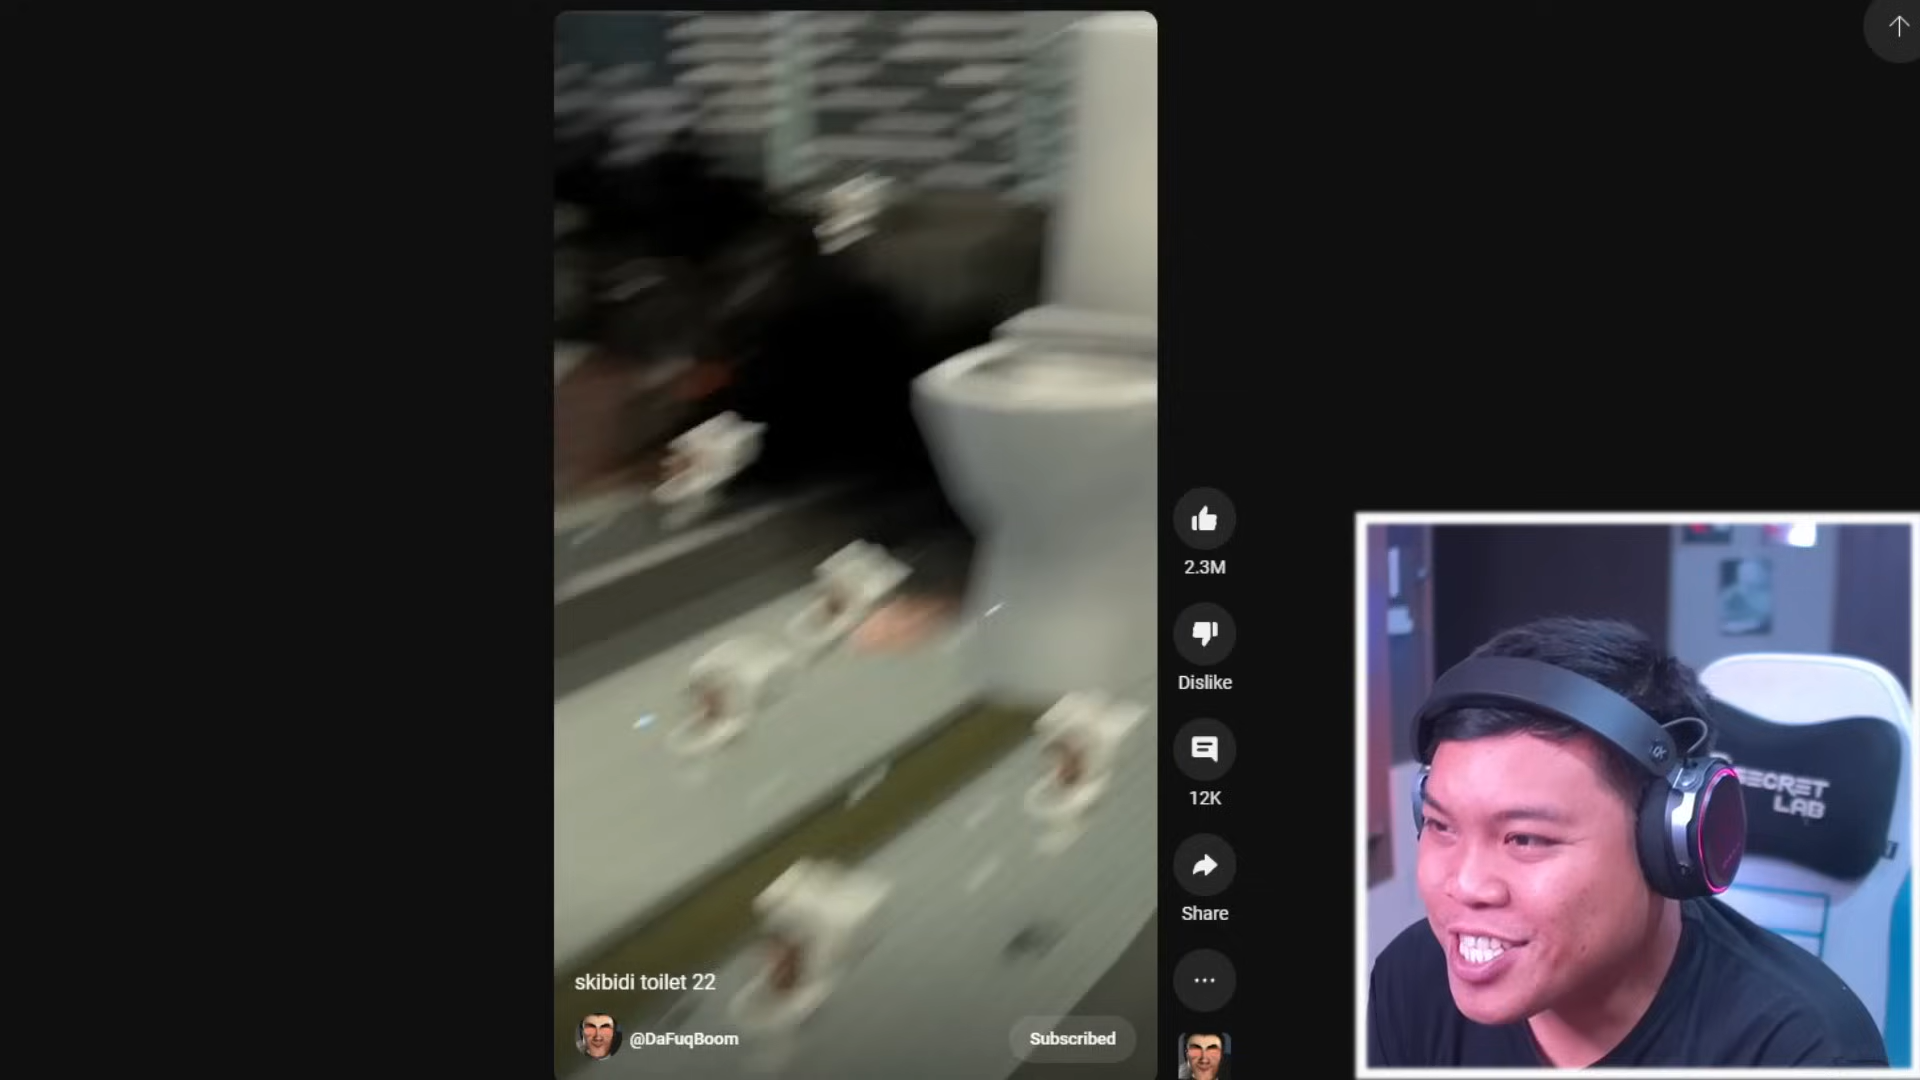 2.3M
Dislike
12K
Share
skibidi toilet 22
@DaFuqBoom
Subscribed
SECRET
LAB